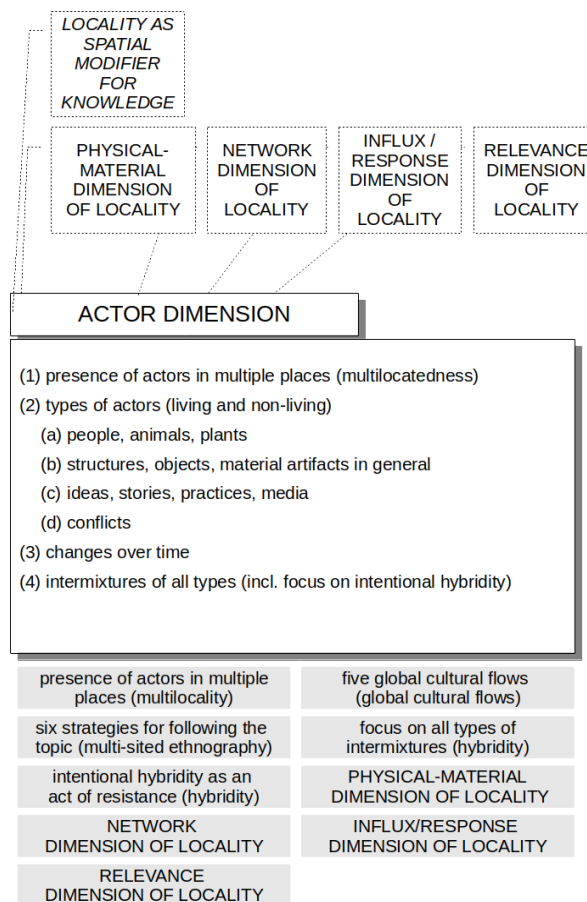 LOCALITY AS
SPATIAL
MODIFIER
FOR
KNOWLEDGE
PHYSICAL-
MATERIAL
DIMENSION
OF LOCALITY
NETWORK
DIMENSION
OF
LOCALITY
INFLUX /
RESPONSE
DIMENSION
OF
LOCALITY
RELEVANCE
DIMENSION
OF
LOCALITY
ACTOR DIMENSION
(1) presence of actors in multiple places (multilocatedness)
(2) types of actors (living and non-living)
(a) people, animals, plants
(b) structures, objects, material artifacts in general
(c) ideas, stories, practices, media
(d) conflicts
(3) changes over time
(4) intermixtures of all types (incl. focus on intentional hybridity)
presence of actors in multiple
places (multilocality)
five global cultural flows
(global cultural flows)
six strategies for following the
topic (multi-sited ethnography)
focus on all types of
intermixtures (hybridity)
intentional hybridity as an
act of resistance (hybridity)
PHYSICAL-MATERIAL
DIMENSION OF LOCALITY
NETWORK
DIMENSION OF LOCALITY
INFLUX/RESPONSE
DIMENSION OF LOCALITY
RELEVANCE
DIMENSION OF LOCALITY